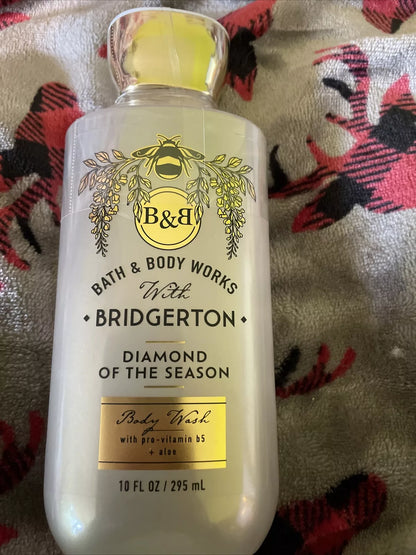 B&B
BATH & BODY WORKS
With
BRIDGERTON
DIAMOND
OF THE SEASON
Body Wash
with pro-vitamin b5
+ aloe
10 FL OZ / 295 mL